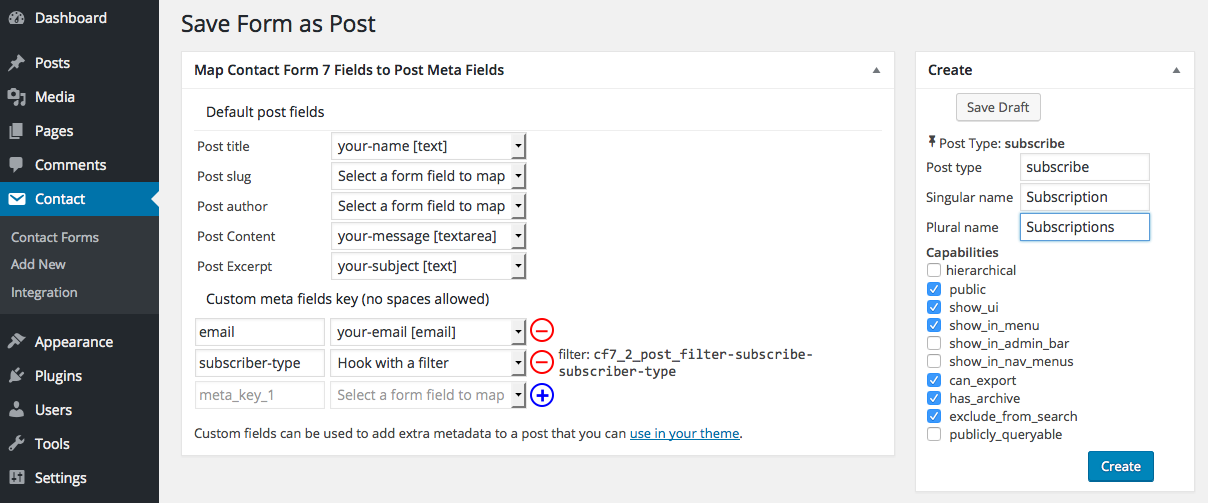 Dashboard
Posts
Media
Pages
Comments
Contact
Contact Forms
Add New
Integration
Appearance
Plugins
Users
Tools
Settings
Save Form as Post
Map Contact Form 7 Fields to Post Meta Fields
Default post fields
Post title your-name [text]
Post slug Select a form field to map
Post author Select a form field to map
Post Content your-message [textarea]
Post Excerpt your-subject [text]
Custom meta fields key (no spaces allowed)
email your-email [email]
subscriber-type Hook with a filter filter: cf7_2_post_filter-subscribe-
subscriber-type
meta_key_1 Select a form field to map
Custom fields can be used to add extra metadata to a post that you can use in your theme.
Create
Save Draft
Post Type: subscribe
Post type subscribe
Singular name Subscription
Plural name Subscriptions
Capabilities
hierarchical
public
show_ui
show_in_menu
show_in_admin_bar
show_in_nav_menus
can_export
has_archive
exclude_from_search
publicly_queryable
Create